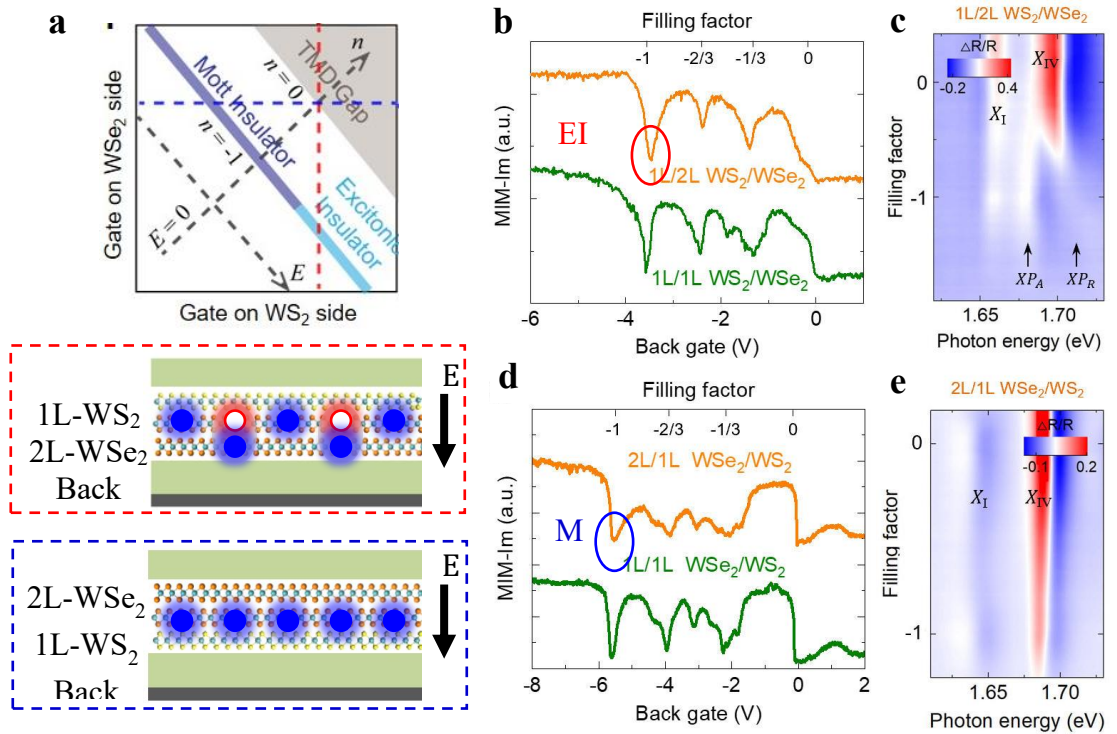 a
Gate on WSe2 side
Gate on WS2 side
n = 0
n
TMD Gap
Mott Insulator
n = -1
E = 0
E
Excitonic
Insulator
1L-WS2
2L-WSe2
Back
E
2L-WSe2
1L-WS2
Back
E
b
Filling factor
-1 -2/3 -1/3 0
MIM-Im (a.u.)
EI
1L/2L WS2/WSe2
1L/1L WS2/WSe2
-6 -4 -2 0
Back gate (V)
c
1L/2L WS2/WSe2
△R/R
-0.2 0.4
XIV
XI
Filling factor
0
-1
XPA
XPR
1.65 1.70
Photon energy (eV)
d
Filling factor
-1 -2/3 -1/3 0
MIM-Im (a.u.)
2L/1L WSe2/WS2
M
1L/1L WSe2/WS2
-8 -6 -4 -2 0 2
Back gate (V)
e
2L/1L WSe2/WS2
△R/R
-0.1 0.2
XI
XIV
Filling factor
0
-1
1.65 1.70
Photon energy (eV)